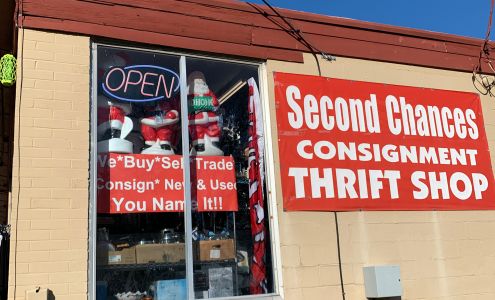 OPEN
We*Buy*Sell*Trade
Consign* New & Used
You Name It!!
Second Chances
CONSIGNMENT
THRIFT SHOP